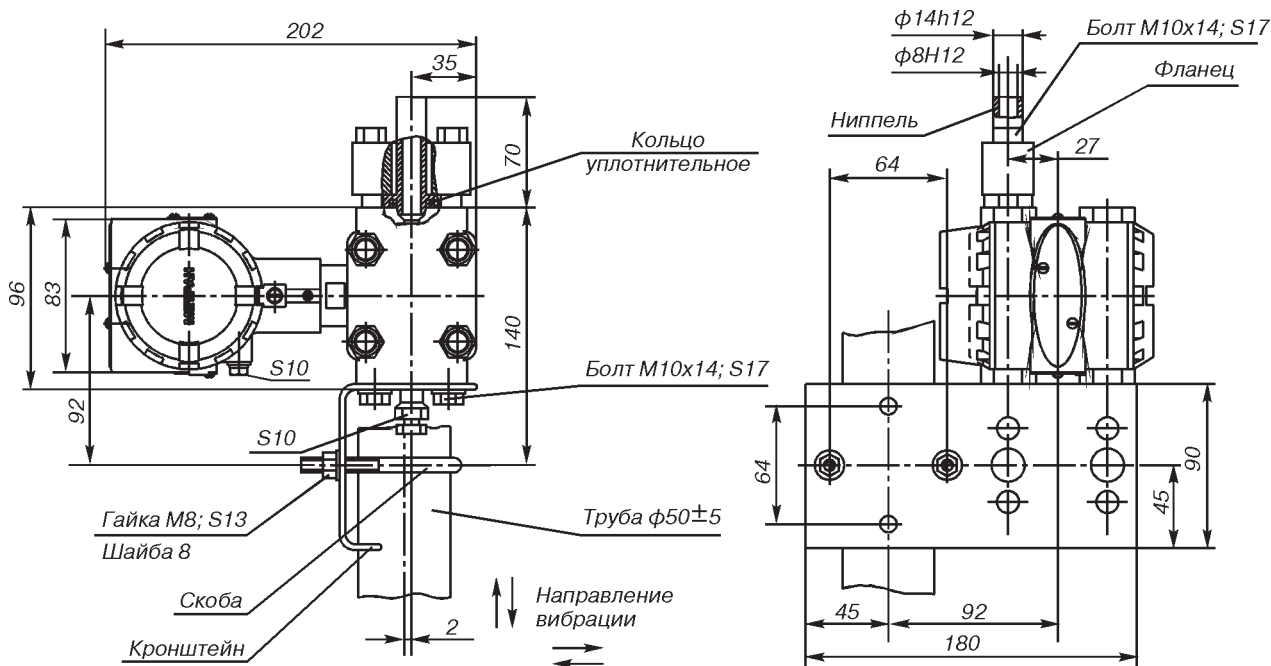 202
35
70
Кольцо
уплотнительное
96
83
92
140
МЕТРАН
S10
Болт М10х14; S17
S10
Гайка М8; S13
Шайба 8
Труба ф50±5
Скоба
Кронштейн
2
Направление
вибрации
ф14h12
Болт М10х14; S17
ф8Н12
Фланец
Ниппель
27
64
64
90
45
45
92
180